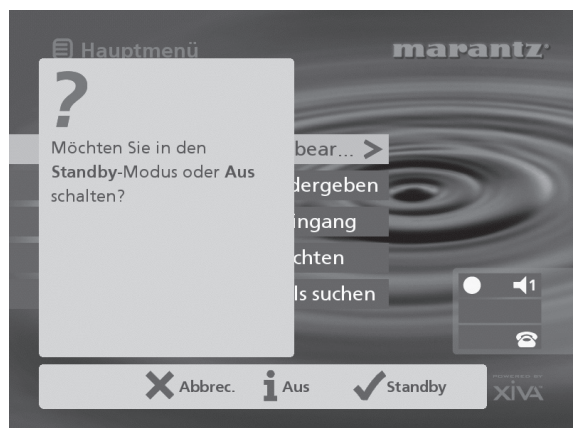 Hauptmenü
marantz
?
Möchten Sie in den
Standby-Modus oder Aus
schalten?
bear... >
dergeben
ingang
chten
ls suchen
1
Abbrec. i Aus Standby
POWERED BY
XiVA